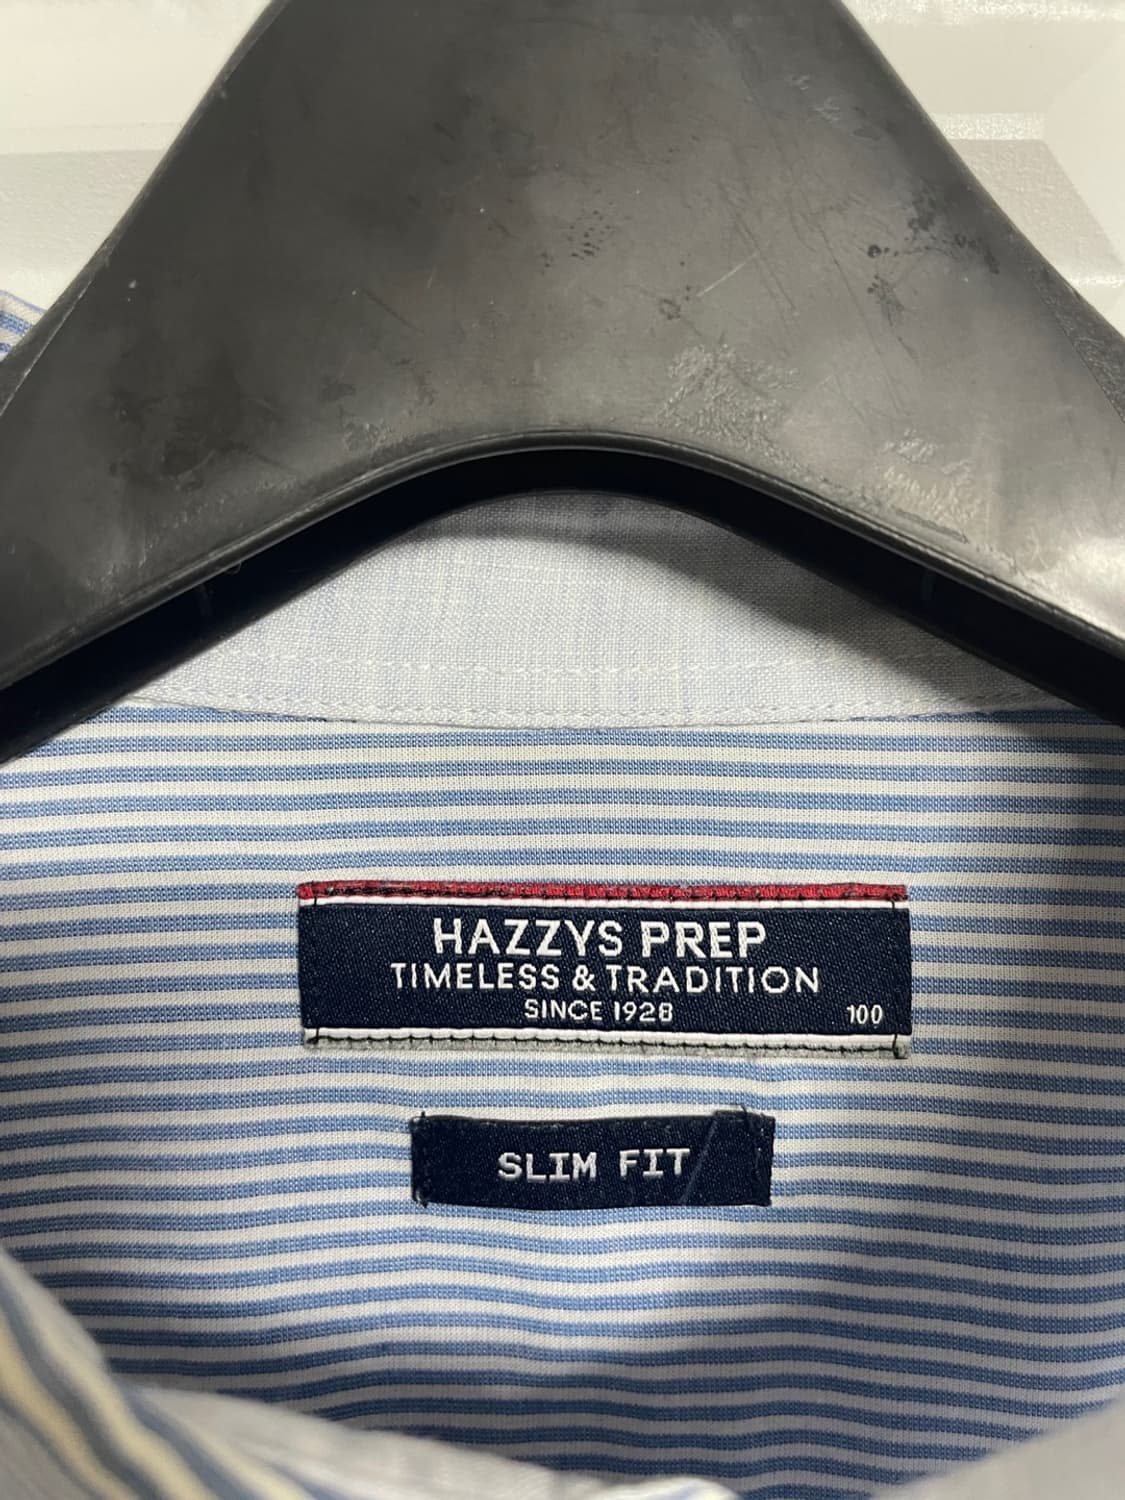 HAZZYS PREP
TIMELESS & TRADITION
SINCE 1928
100
SLIM FIT